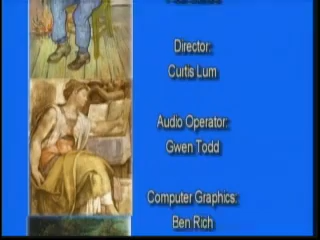 Director:
Curtis Lum
Audio Operator:
Gwen Todd
Computer Graphics:
Ben Rich